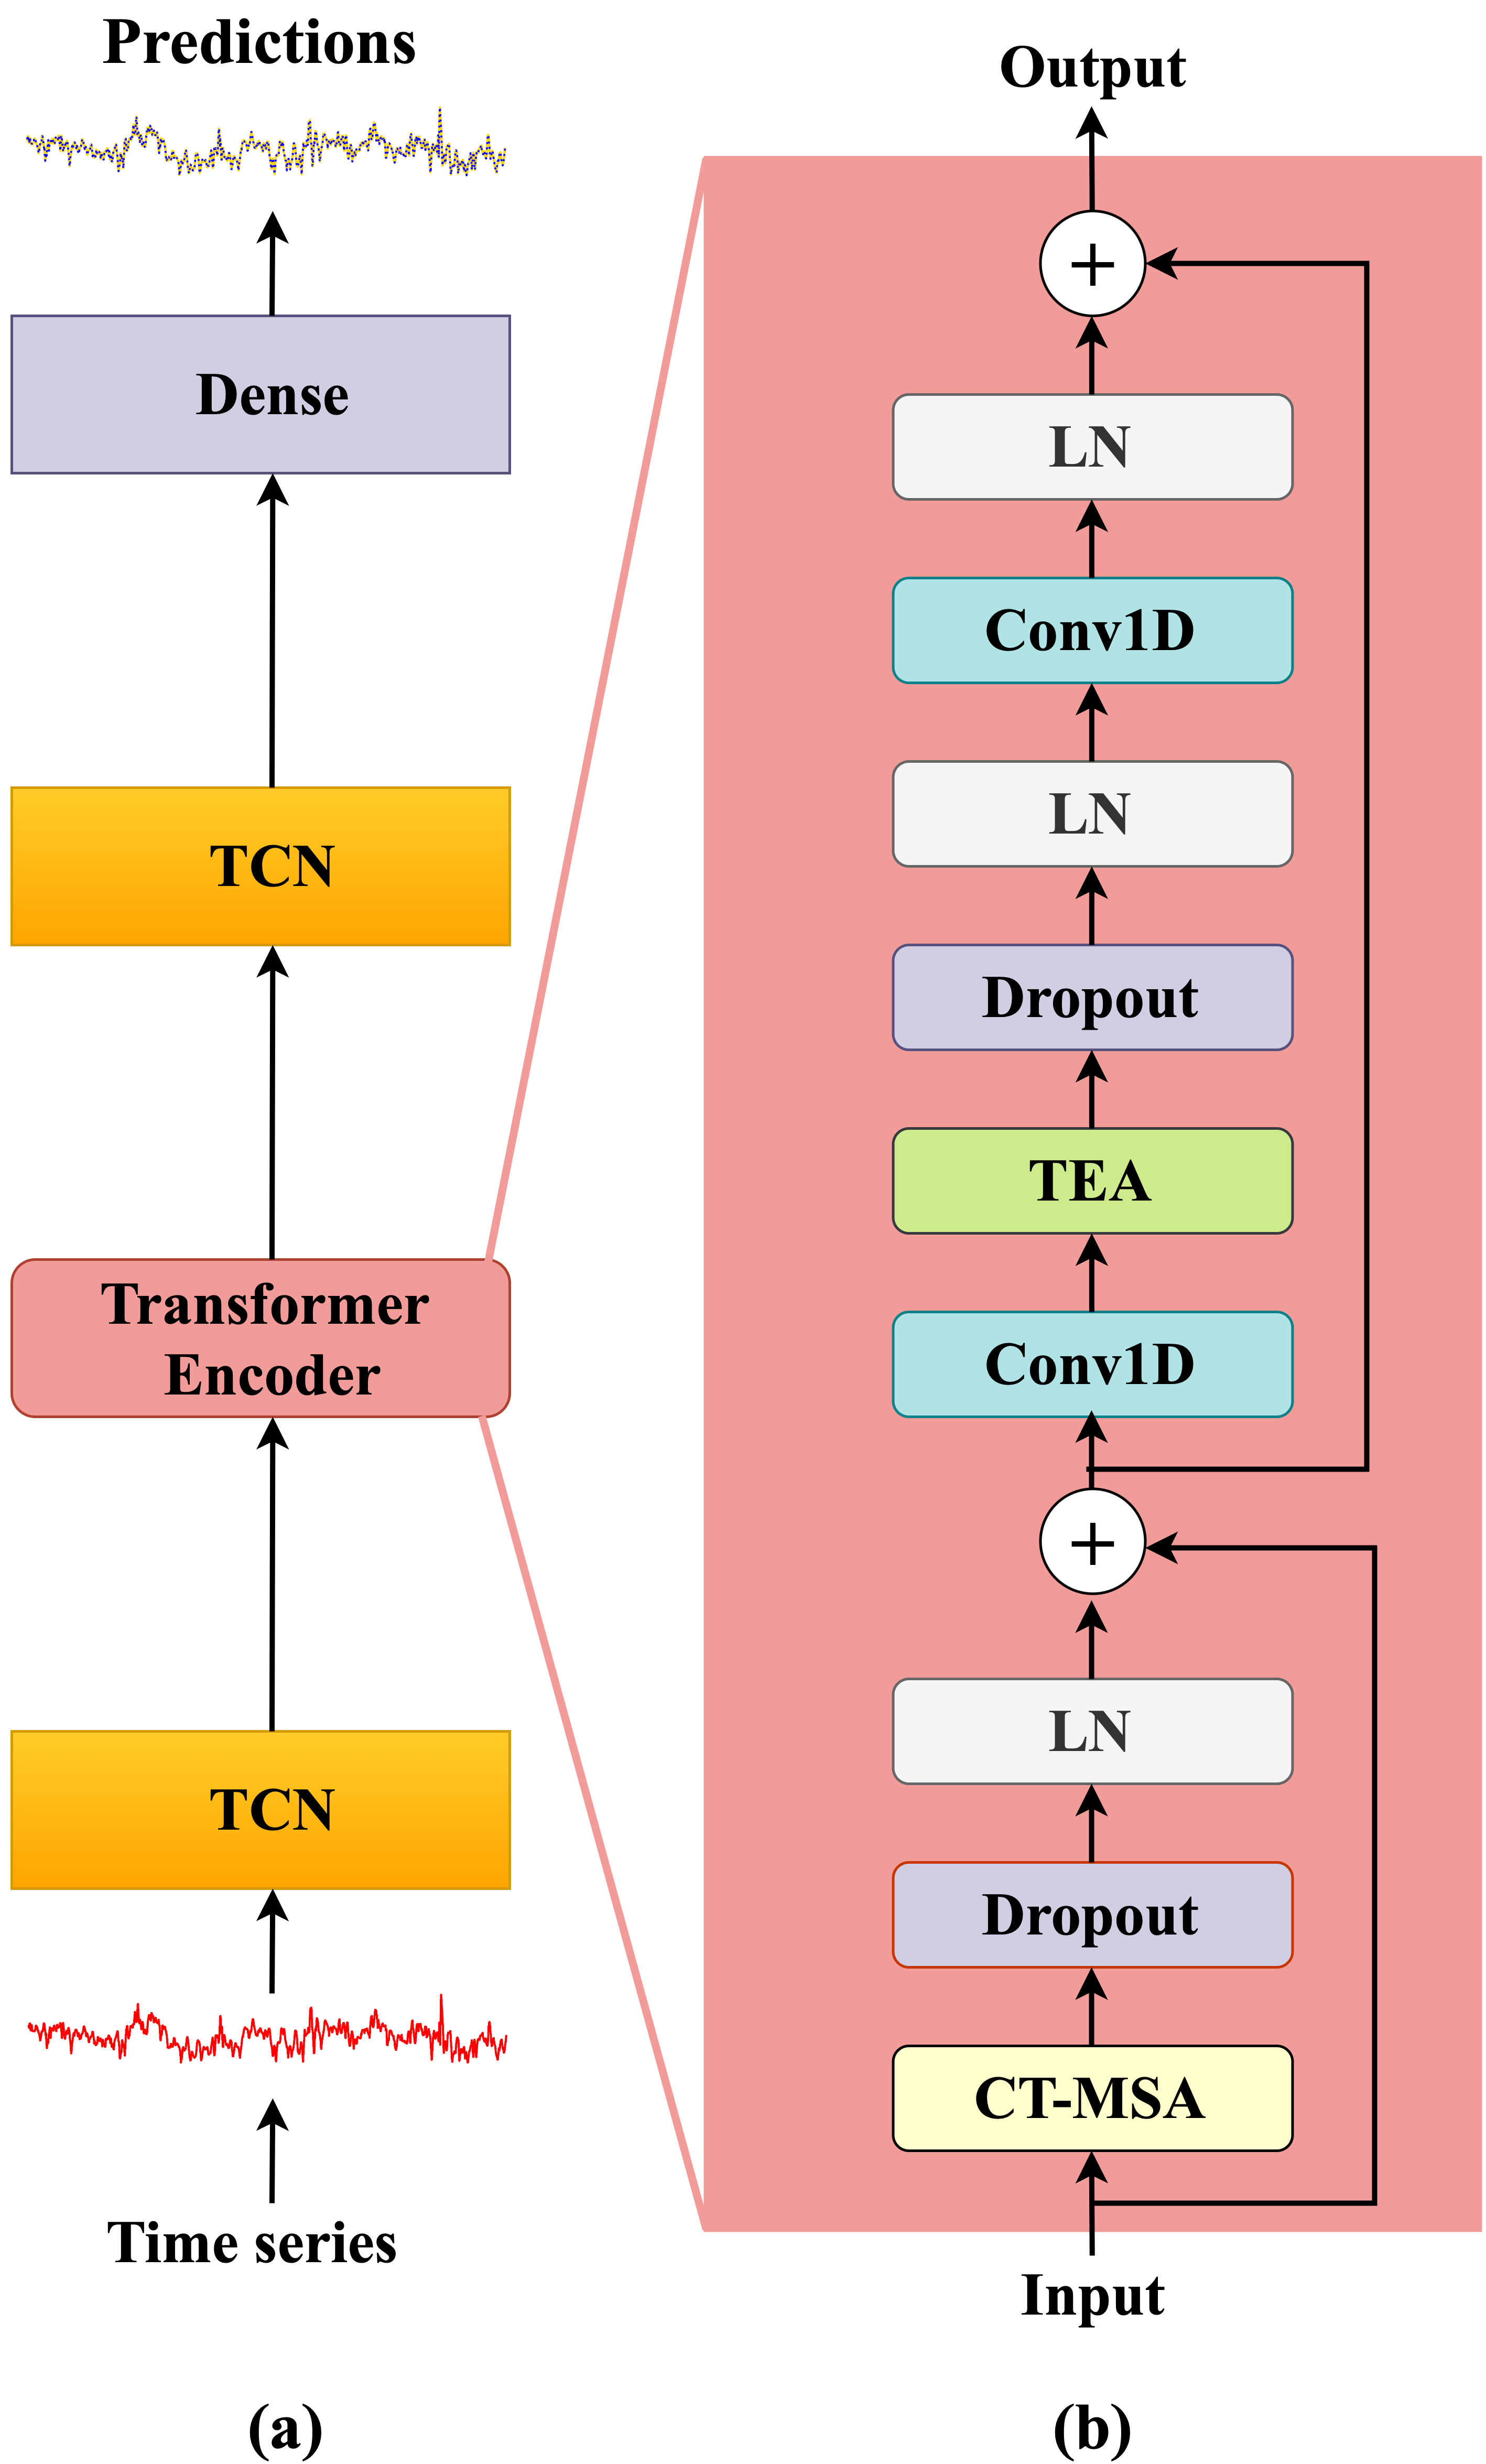 Predictions
Dense
TCN
Transformer
Encoder
TCN
Time series
(a)
Output
+
LN
Conv1D
LN
Dropout
TEA
Conv1D
+
LN
Dropout
CT-MSA
Input
(b)